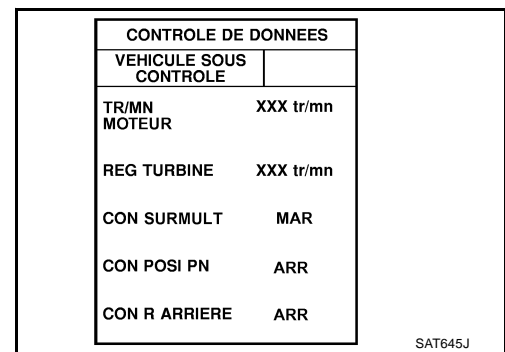 CONTROLE DE DONNEES
VEHICULE SOUS
CONTROLE
TR/MN XXX tr/mn
MOTEUR
REG TURBINE XXX tr/mn
CON SURMULT MAR
CON POSI PN ARR
CON R ARRIERE ARR
SAT645J